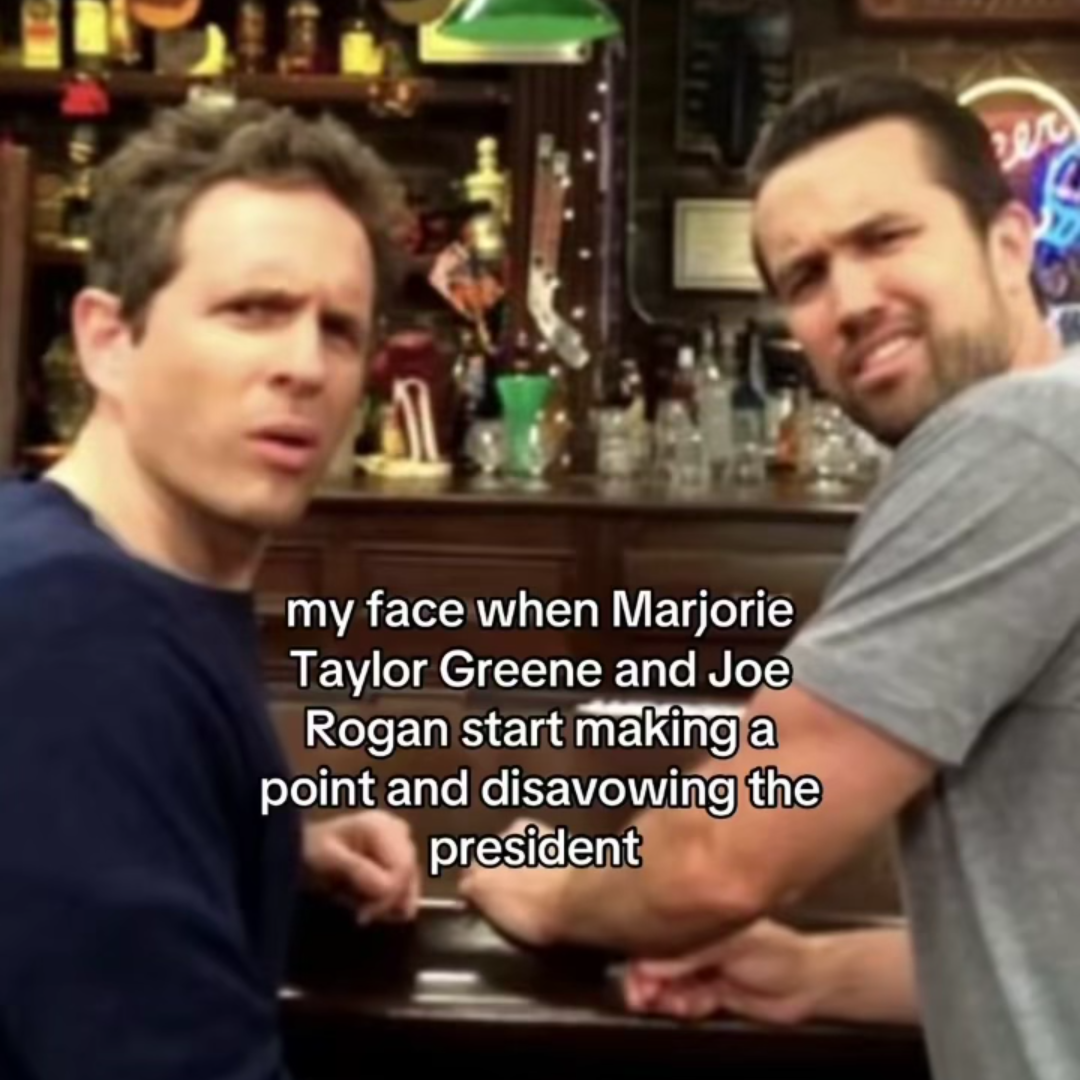 my face when Marjorie
Taylor Greene and Joe
Rogan start making a
point and disavowing the
president